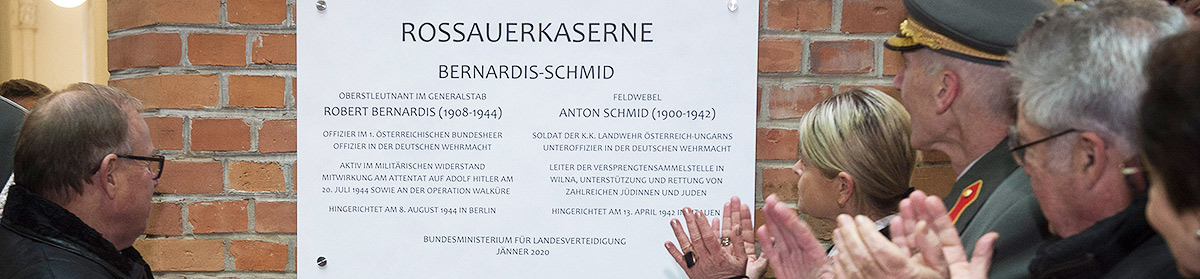 ROSSAUERKASERNE
BERNARDIS-SCHMID
OBERSTLEUTNANT IM GENERALSTAB
ROBERT BERNARDIS (1908-1944)
OFFIZIER IM 1. ÖSTERREICHISCHEN BUNDESHEER
OFFIZIER IN DER DEUTSCHEN WEHRMACHT
AKTIV IM MILITÄRISCHEN WIDERSTAND
MITWIRKUNG AM ATTENTAT AUF ADOLF HITLER AM
20. JULI 1944 SOWIE AN DER OPERATION WALKÜRE
HINGERICHTET AM 8. AUGUST 1944 IN BERLIN
FELDWEBEL
ANTON SCHMID (1900-1942)
SOLDAT DER K.K. LANDWEHR ÖSTERREICH-UNGARNS
UNTEROFFIZIER IN DER DEUTSCHEN WEHRMACHT
LEITER DER VERSPRENGTENSAMMELSTELLE IN
WILNA, UNTERSTÜTZUNG UND RETTUNG VON
ZAHLREICHEN JÜDINNEN UND JUDEN
HINGERICHTET AM 13. APRIL 1942
BUNDESMINISTERIUM FÜR LANDESVERTEIDIGUNG
JÄNNER 2020